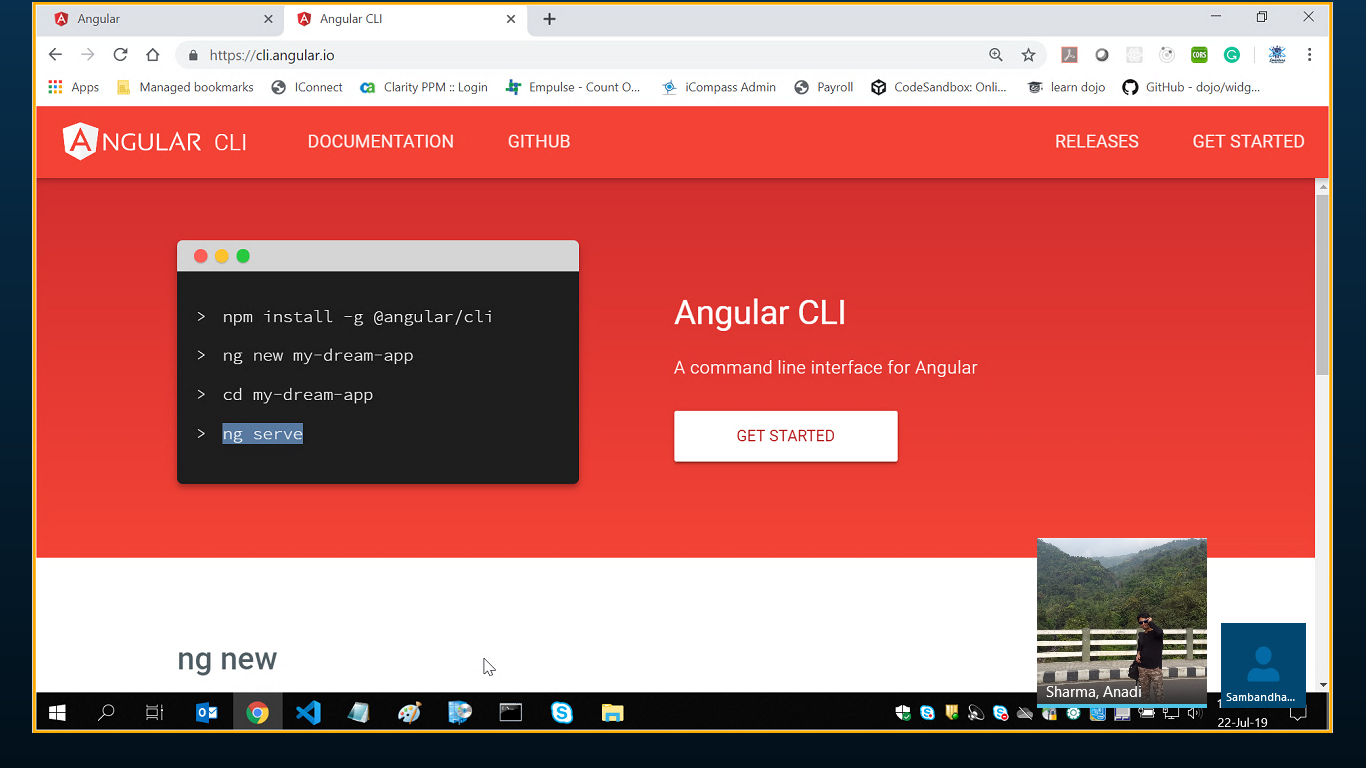 Angular
Angular CLI
https://cli.angular.io
Apps
Managed bookmarks
IConnect
Clarity PPM :: Login
Empulse - Count O...
iCompass Admin
Payroll
CodeSandbox: Onli...
learn dojo
GitHub - dojo/widg...
ANGULAR CLI
DOCUMENTATION
GITHUB
RELEASES
GET STARTED
> npm install -g @angular/cli
> ng new my-dream-app
> cd my-dream-app
> ng serve
Angular CLI
A command line interface for Angular
GET STARTED
ng new
Sharma, Anadi
Sambandha...
22-Jul-19